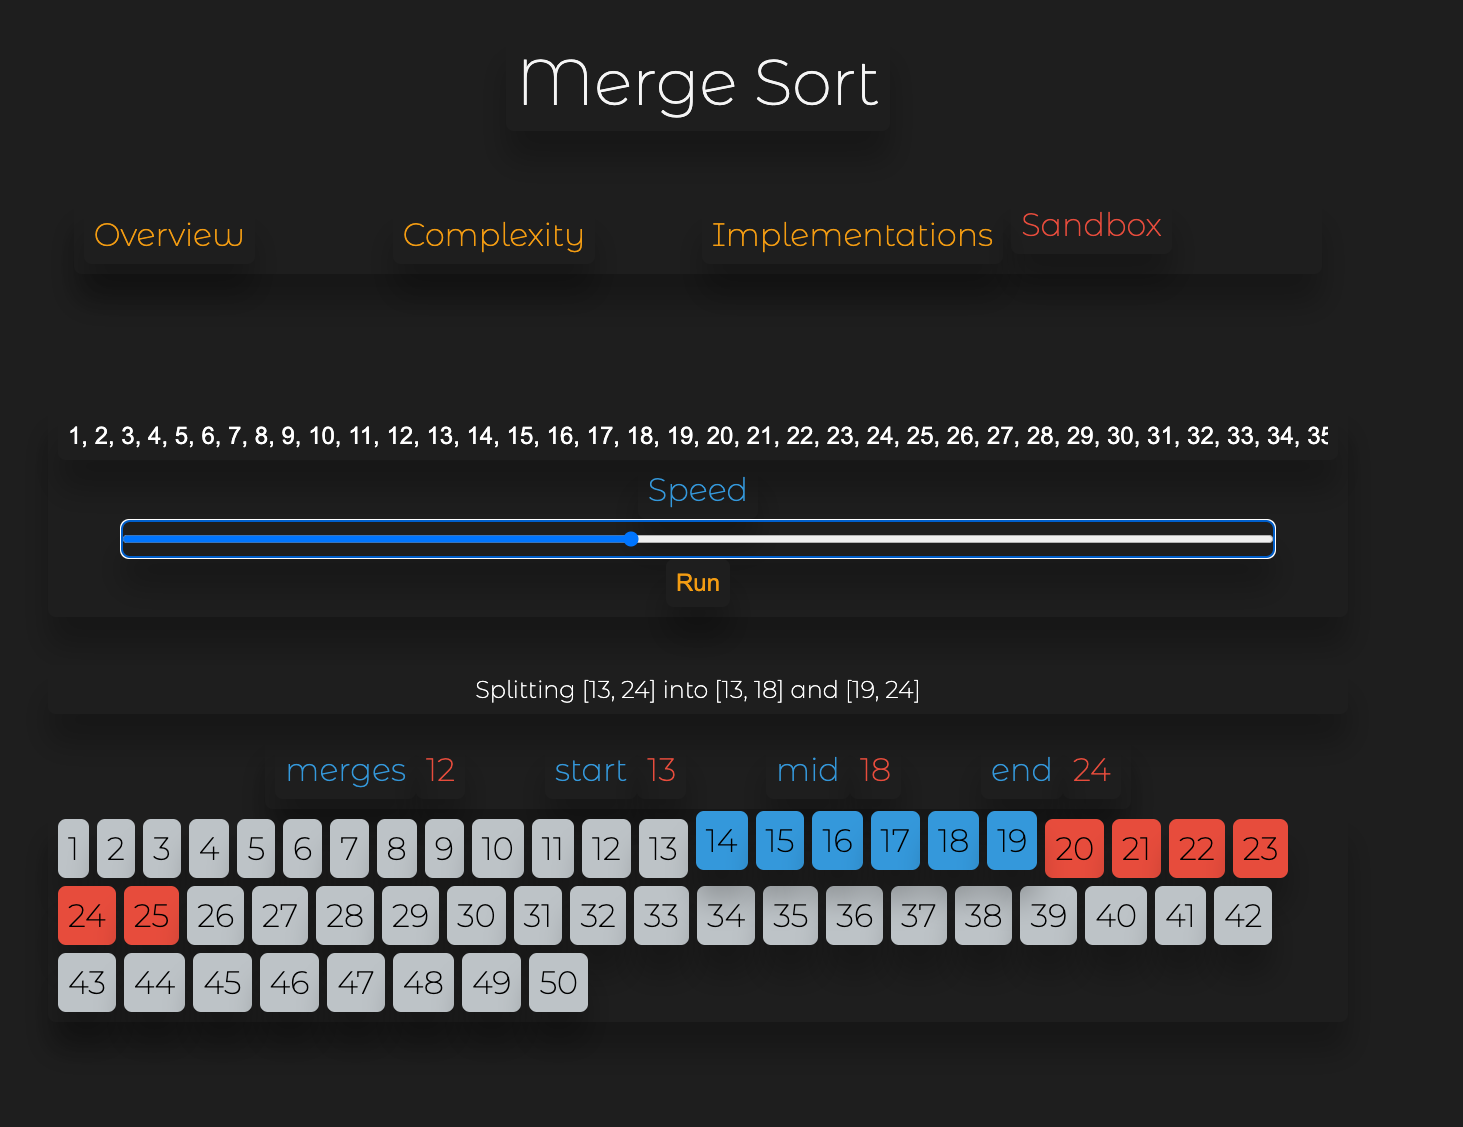 Merge Sort
Overview Complexity Implementations Sandbox
1, 2, 3, 4, 5, 6, 7, 8, 9, 10, 11, 12, 13, 14, 15, 16, 17, 18, 19, 20, 21, 22, 23, 24, 25, 26, 27, 28, 29, 30, 31, 32, 33, 34, 35
Speed
Run
Splitting [13, 24] into [13, 18] and [19, 24]
merges 12 start 13 mid 18 end 24
1 2 3 4 5 6 7 8 9 10 11 12 13 14 15 16 17 18 19 20 21 22 23
24 25 26 27 28 29 30 31 32 33 34 35 36 37 38 39 40 41 42
43 44 45 46 47 48 49 50